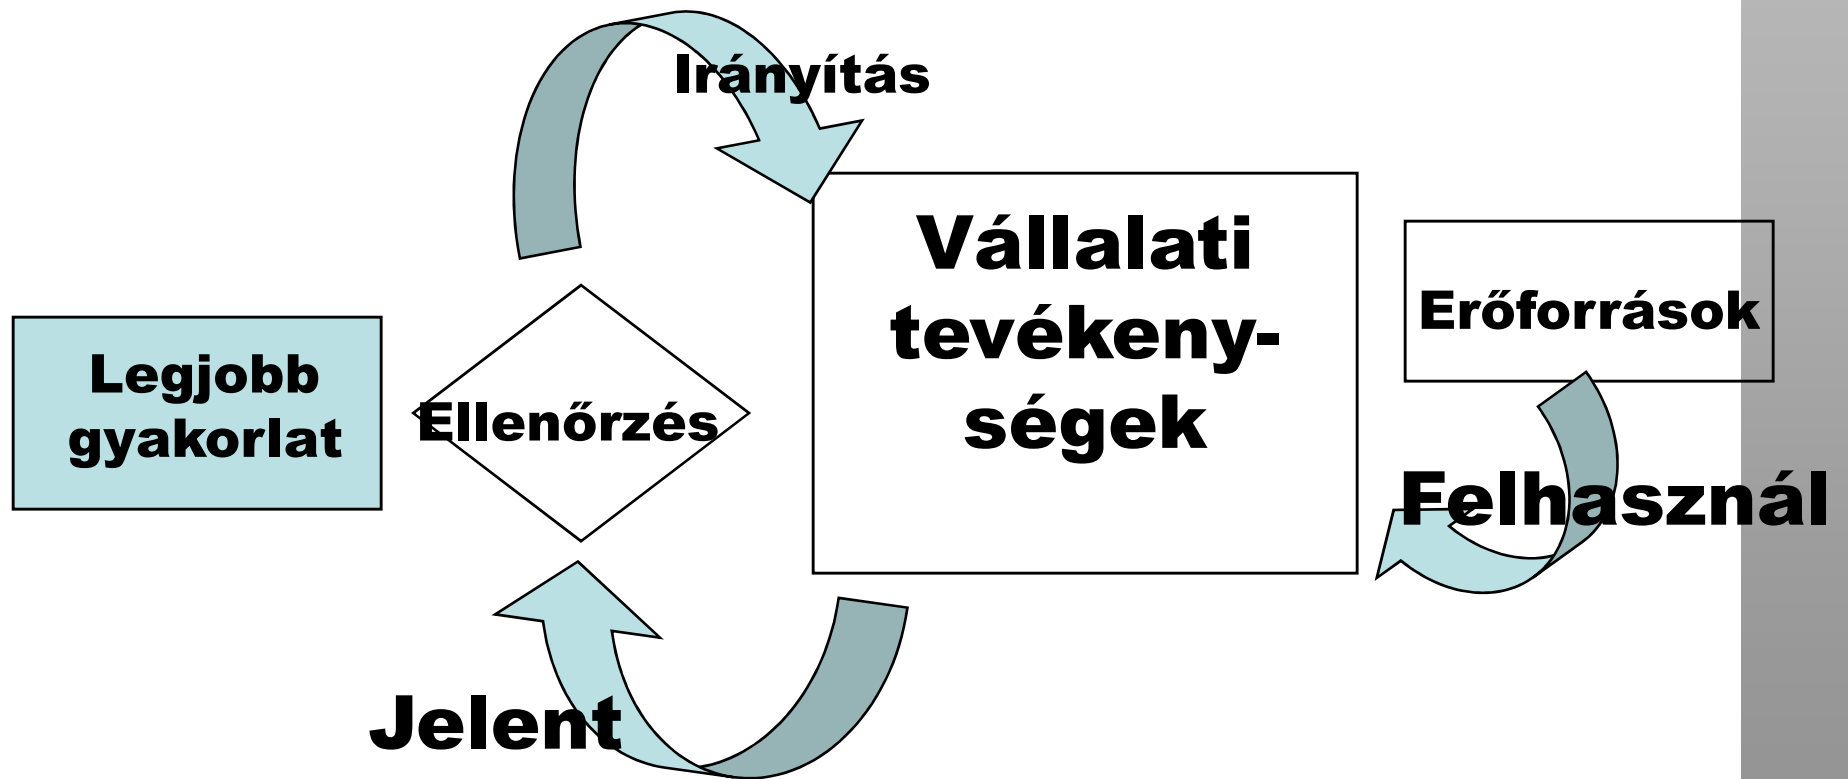 Irányítás
Legjobb
gyakorlat
Ellenőrzés
Vállalati
tevékeny-
ségek
Erőforrások
Felhasznál
Jelent